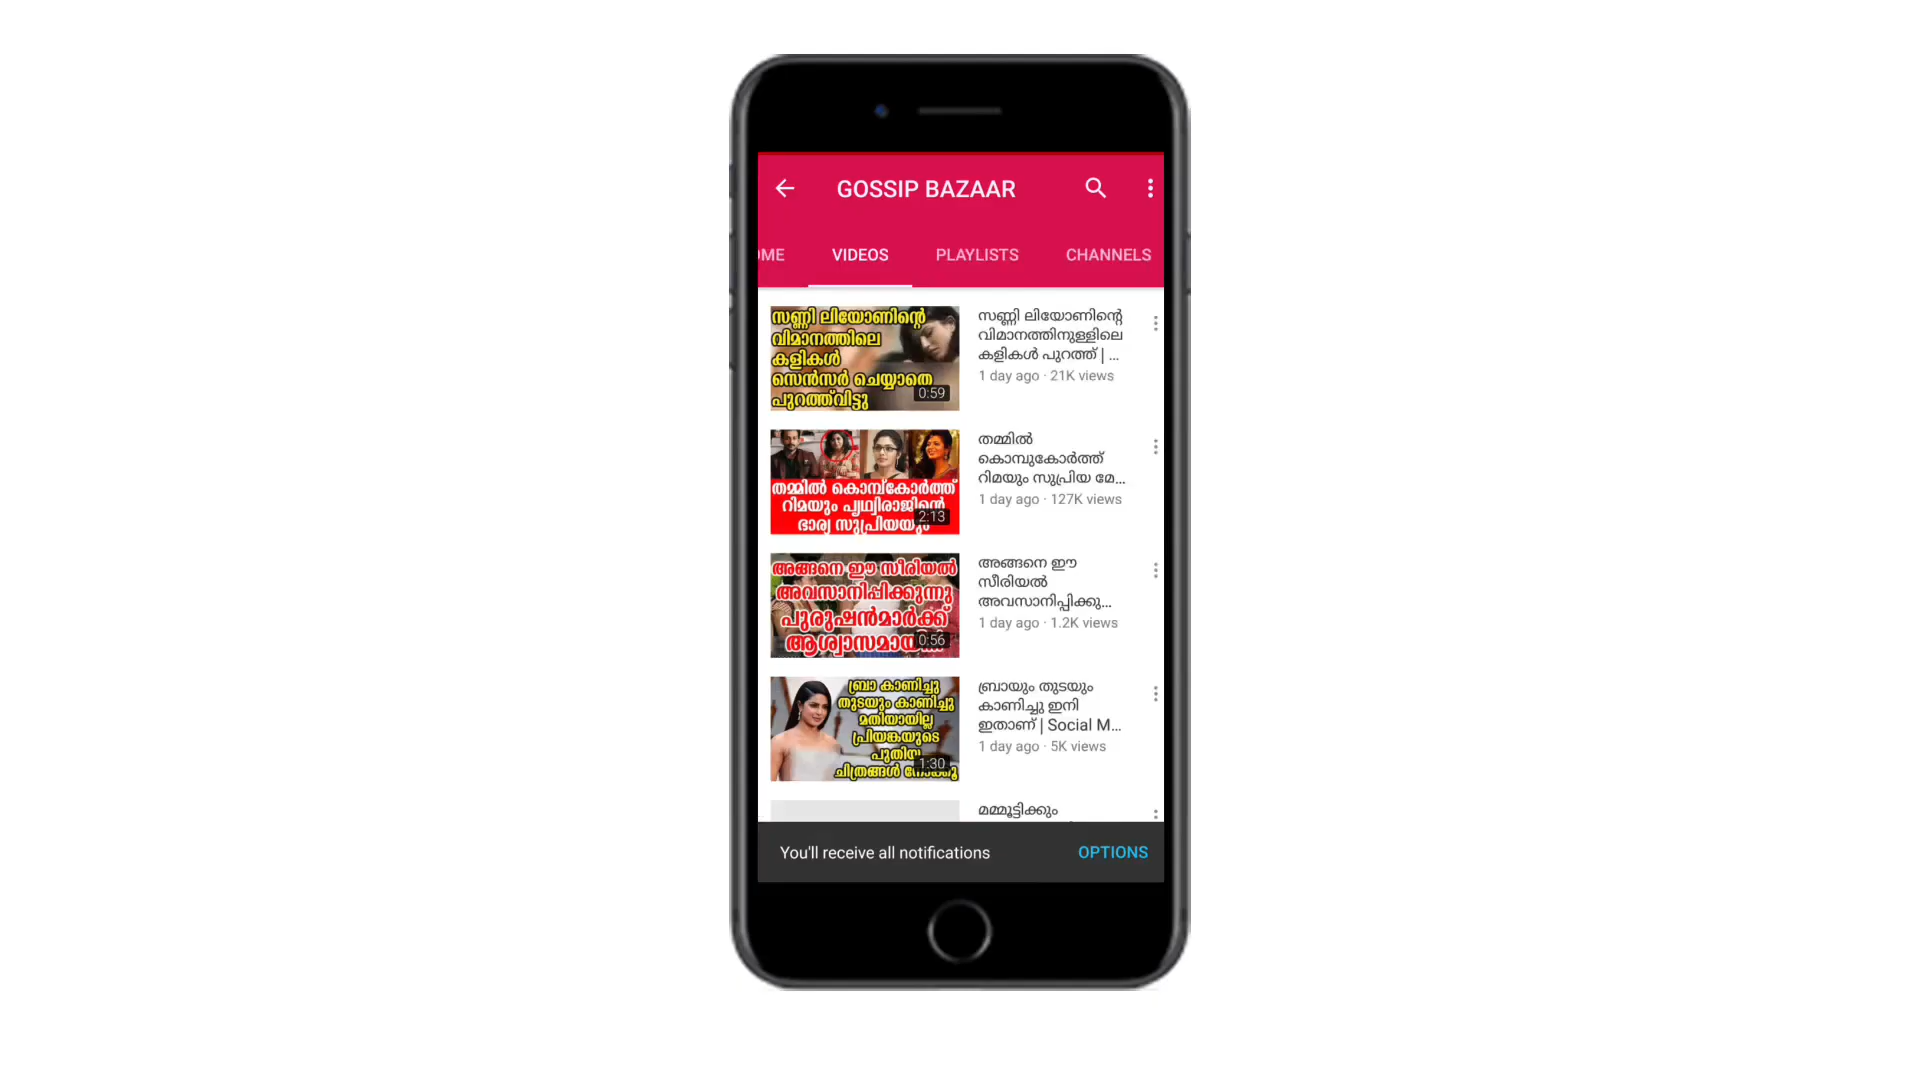 GOSSIP BAZAAR
OME VIDEOS PLAYLISTS CHANNELS
സണ്ണി ലിയോണിന്റെ
വിമാനത്തിലെ
കളികൾ
സെൻസർ ചെയ്യാതെ
പുറത്ത്‌വിട്ടു
0:59
സണ്ണി ലിയോണിന്റെ
വിമാനത്തിനുള്ളിലെ
കളികൾ പുറത്ത് | ...
1 day ago · 21K views
തമ്മിൽ കൊമ്പ്കോർത്ത്
റിമയും പൃഥ്വിരാജിന്റെ
ഭാര്യ സുപ്രിയയും
2:13
തമ്മിൽ
കൊമ്പുകോർത്ത്
റിമയും സുപ്രിയ മേ...
1 day ago · 127K views
അങ്ങനെ ഈ സീരിയൽ
അവസാനിപ്പിക്കുന്നു
പുരുഷൻമാർക്ക്
0:56
അങ്ങനെ ഈ
സീരിയൽ
അവസാനിപ്പിക്കു...
1 day ago · 1.2K views
ബ്രാ കാണിച്ചു
തുടയും കാണിച്ചു
മതിയായില്ല
പ്രിയങ്കയുടെ
പുതിയ
ചിത്രങ്ങൾ നോക്കൂ
1:30
ബ്രായും തുടയും
കാണിച്ചു ഇനി
ഇതാണ് | Social M...
1 day ago · 5K views
മമ്മൂട്ടിക്കും
You'll receive all notifications OPTIONS